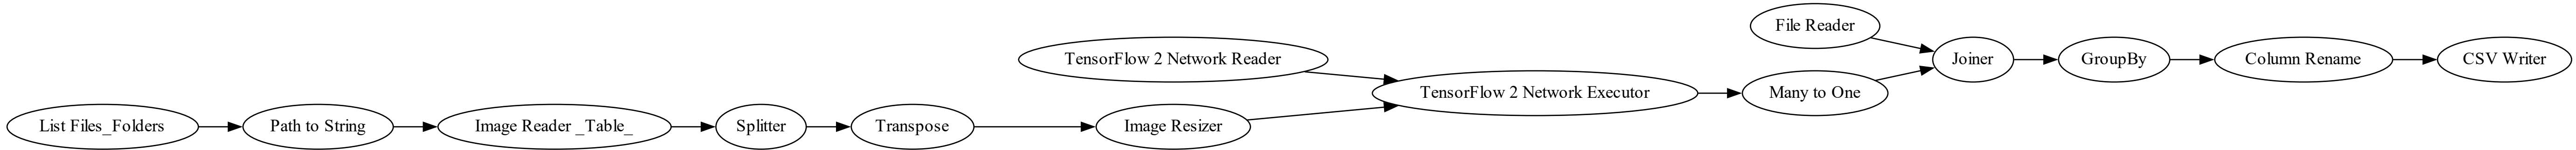 File Reader
TensorFlow 2 Network Reader
Joiner
GroupBy
Column Rename
CSV Writer
TensorFlow 2 Network Executor
Many to One
List Files_Folders
Path to String
Image Reader _Table_
Splitter
Transpose
Image Resizer